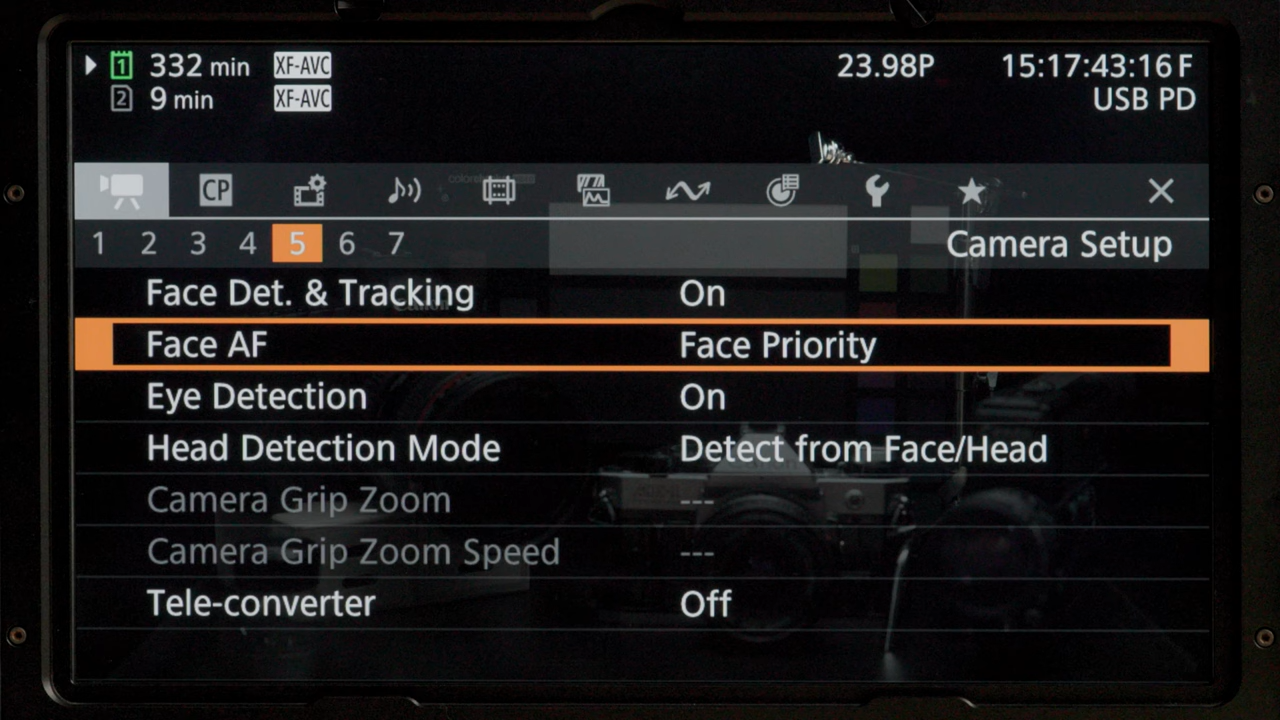 1 332 min XF-AVC 23.98P 15:17:43:16 F
2 9 min XF-AVC USB PD
CP
1 2 3 4 5 6 7 Camera Setup
Face Det. & Tracking On
Face AF Face Priority
Eye Detection On
Head Detection Mode Detect from Face/Head
Camera Grip Zoom ---
Camera Grip Zoom Speed ---
Tele-converter Off